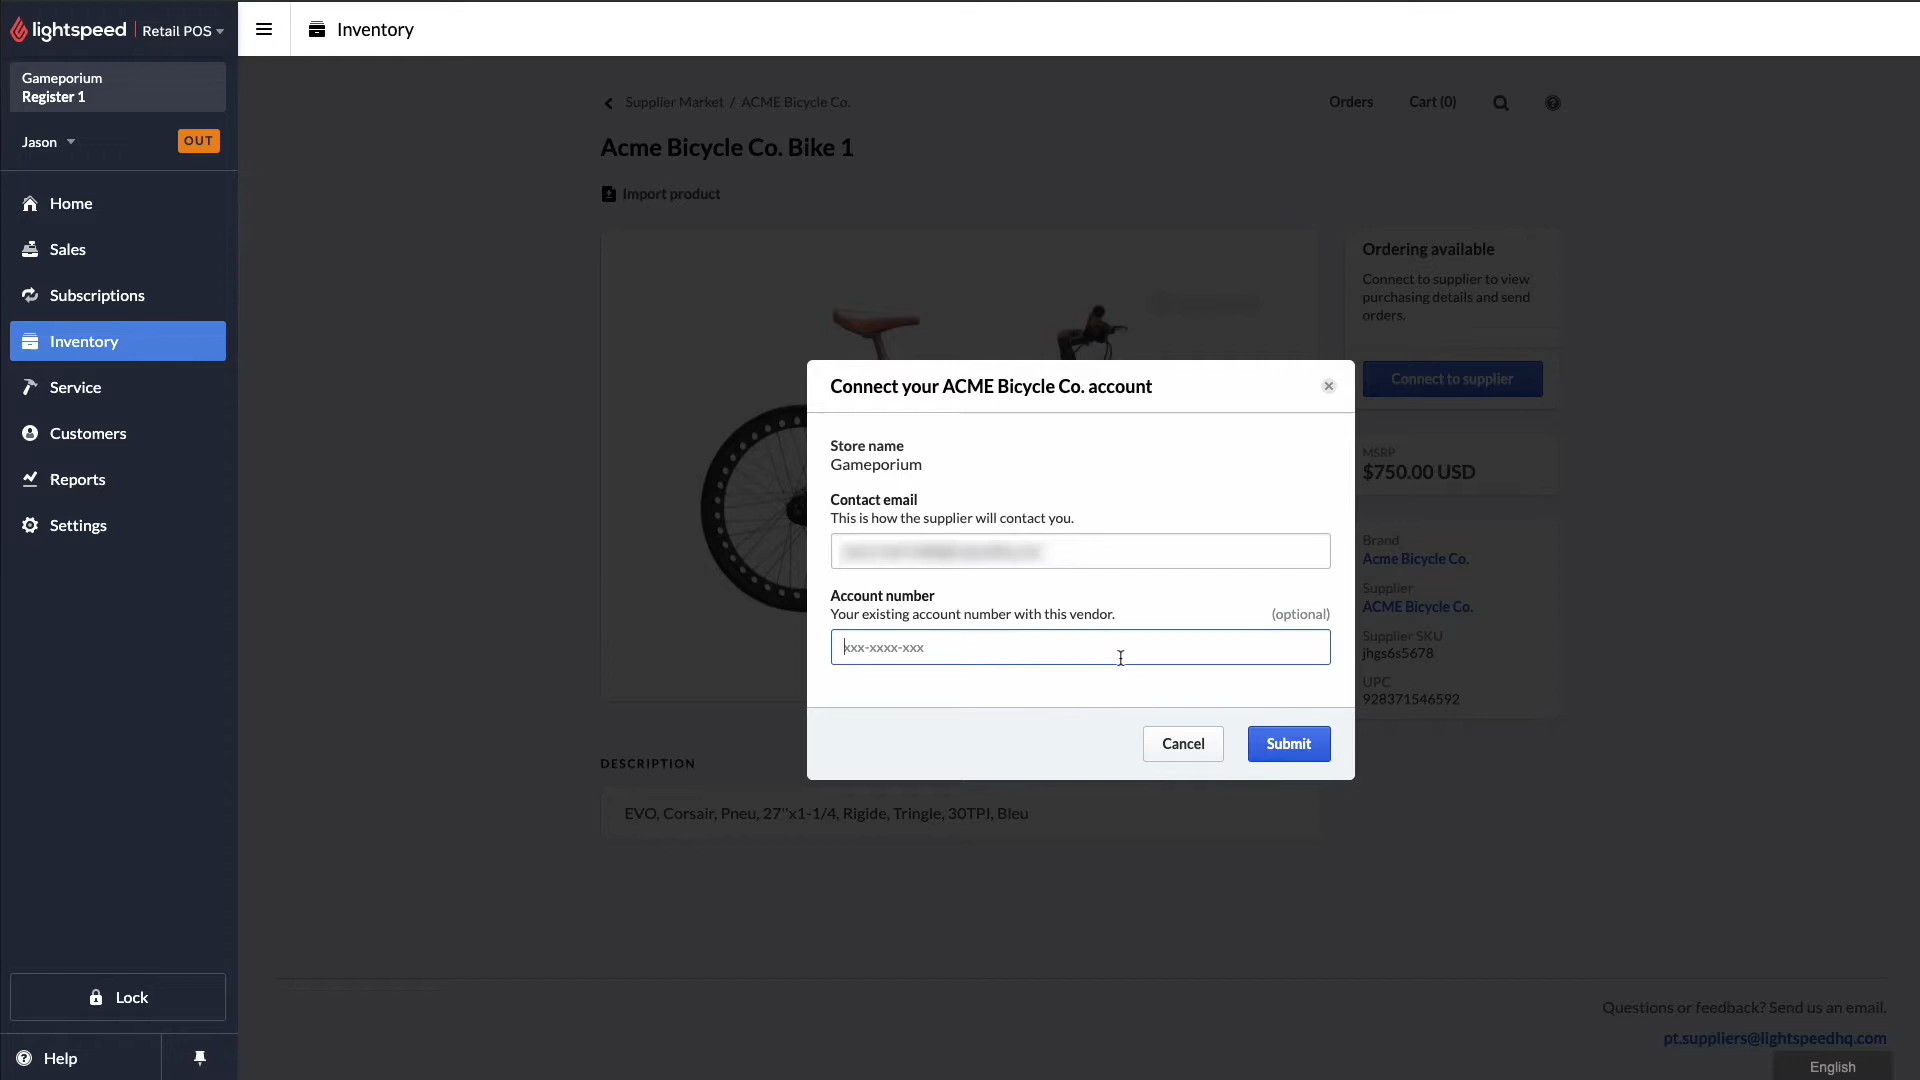 lightspeed Retail POS
Inventory
Gameporium
Register 1
Jason
OUT
Home
Sales
Subscriptions
Inventory
Service
Customers
Reports
Settings
Lock
Help
Supplier Market / ACME Bicycle Co.
Orders
Cart (0)
Acme Bicycle Co. Bike 1
Import product
Ordering available
Connect to supplier to view
purchasing details and send
orders.
Connect to supplier
MSRP
$750.00 USD
Brand
Acme Bicycle Co.
Supplier
ACME Bicycle Co.
Supplier SKU
jhgs6s5678
UPC
928371546592
Connect your ACME Bicycle Co. account
Store name
Gameporium
Contact email
This is how the supplier will contact you.
Account number
Your existing account number with this vendor.
(optional)
xxx-xxxx-xxx
Cancel
Submit
DESCRIPTION
EVO, Corsair, Pneu, 27''x1-1/4, Rigide, Tringle, 30TPI, Bleu
Questions or feedback? Send us an email.
pt.suppliers@lightspeedhq.com
English